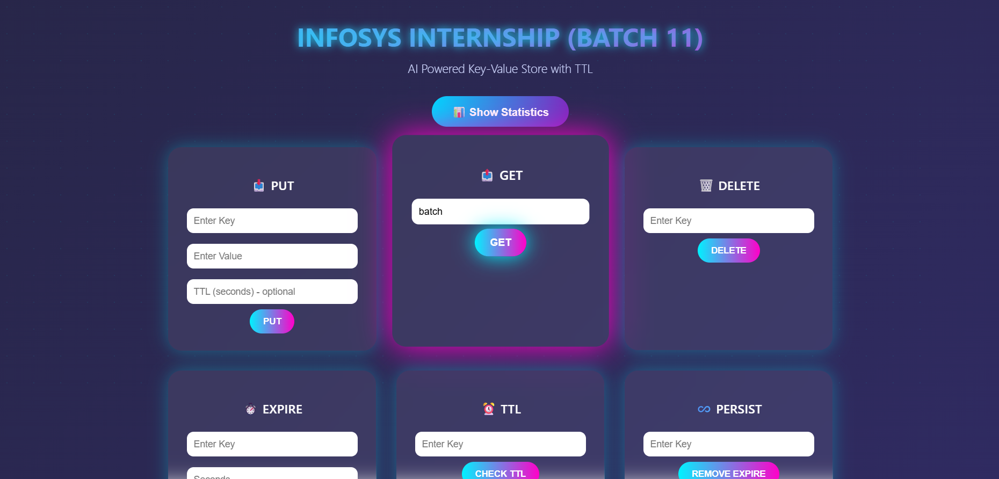 INFOSYS INTERNSHIP (BATCH 11)
AI Powered Key-Value Store with TTL
Show Statistics
PUT
Enter Key
Enter Value
TTL (seconds) - optional
PUT
GET
batch
GET
DELETE
Enter Key
DELETE
EXPIRE
Enter Key
Seconds
TTL
Enter Key
CHECK TTL
PERSIST
Enter Key
REMOVE EXPIRE